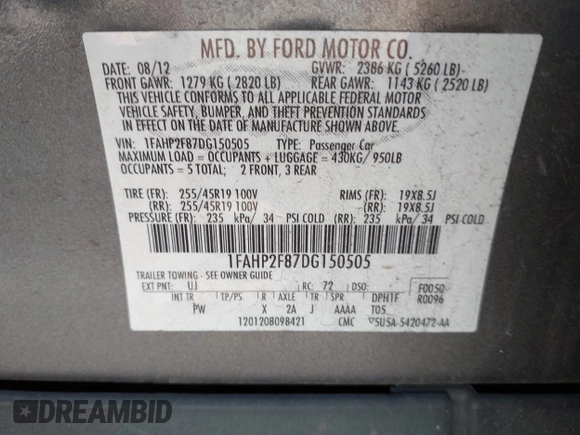 MFD. BY FORD MOTOR CO.
DATE: 08/12 GVWR: 2386 KG ( 5260 LB)
FRONT GAWR: 1279 KG ( 2820 LB) REAR GAWR: 1143 KG ( 2520 LB)
THIS VEHICLE CONFORMS TO ALL APPLICABLE FEDERAL MOTOR
VEHICLE SAFETY, BUMPER, AND THEFT PREVENTION STANDARDS
IN EFFECT ON THE DATE OF MANUFACTURE SHOWN ABOVE.
VIN: 1FAHP2F87DG150505 TYPE: Passenger Car
MAXIMUM LOAD = OCCUPANTS + LUGGAGE = 430KG/950LB
OCCUPANTS = 5 TOTAL; 2 FRONT, 3 REAR
TIRE (FR): 255/45R19 100V RIMS (FR): 19X8.5J
(RR): 255/45R19 100V (RR): 19X8.5J
PRESSURE (FR): 235 kPa/ 34 PSI COLD (RR): 235 kPa/ 34 PSI COLD
1FAHP2F87DG150505
TRAILER TOWING - SEE OWNER GUIDE
EXT PNT: UJ RC: 72 DSO: F0050
INT TR TP/PS R AXLE TR SPR DPHTF R0096
PW X 2A J AAAA T05
1201208098421 CMC
DREAMBID